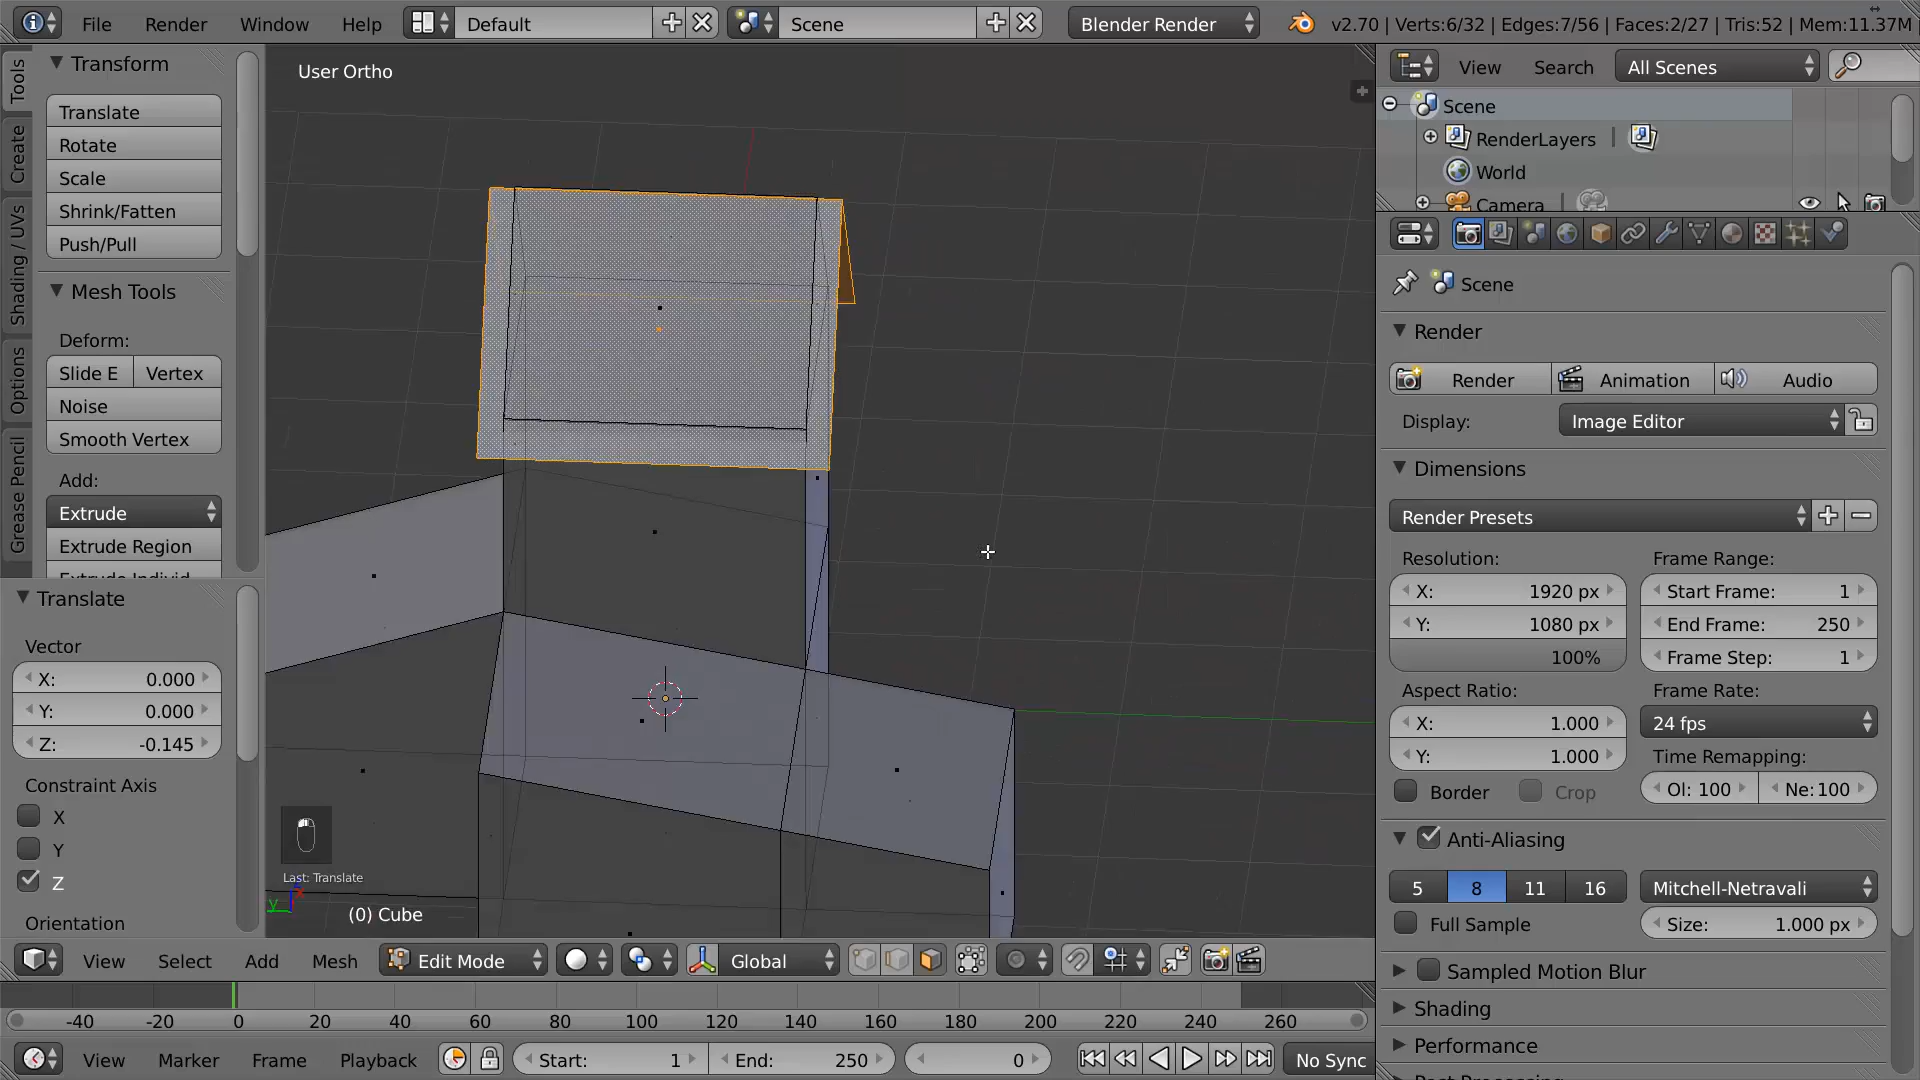 File Render Window Help Default Scene Blender Render v2.70 | Verts:6/32 | Edges:7/56 | Faces:2/27 | Tris:52 | Mem:11.37M
Tools
Create
Shading / UVs
Options
Grease Pencil
Transform
Translate
Rotate
Scale
Shrink/Fatten
Push/Pull
Mesh Tools
Deform:
Slide E Vertex
Noise
Smooth Vertex
Add:
Extrude
Extrude Region
Extrude Individ
Translate
Vector
X: 0.000
Y: 0.000
Z: -0.145
Constraint Axis
X
Y
Z
Orientation
User Ortho
Last: Translate
y
(0) Cube
View Select Add Mesh Edit Mode Global
-40 -20 0 20 40 60 80 100 120 140 160 180 200 220 240 260
View Marker Frame Playback Start: 1 End: 250 0 No Sync
View Search All Scenes
Scene
RenderLayers
World
Camera
Scene
Render
Render Animation Audio
Display: Image Editor
Dimensions
Render Presets
Resolution: Frame Range:
X: 1920 px Start Frame: 1
Y: 1080 px End Frame: 250
100% Frame Step: 1
Aspect Ratio: Frame Rate:
X: 1.000 24 fps
Y: 1.000 Time Remapping:
Border Crop Ol: 100 Ne: 100
Anti-Aliasing
5 8 11 16 Mitchell-Netravali
Full Sample Size: 1.000 px
Sampled Motion Blur
Shading
Performance